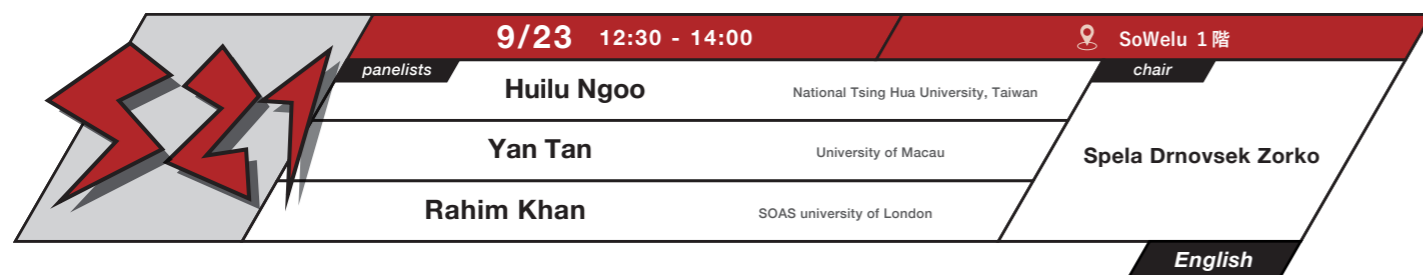 S21
9/23 12:30 - 14:00
SoWelu 1階
panelists
chair
Huilu Ngoo National Tsing Hua University, Taiwan
Yan Tan University of Macau
Spela Drnovsek Zorko
Rahim Khan SOAS university of London
English